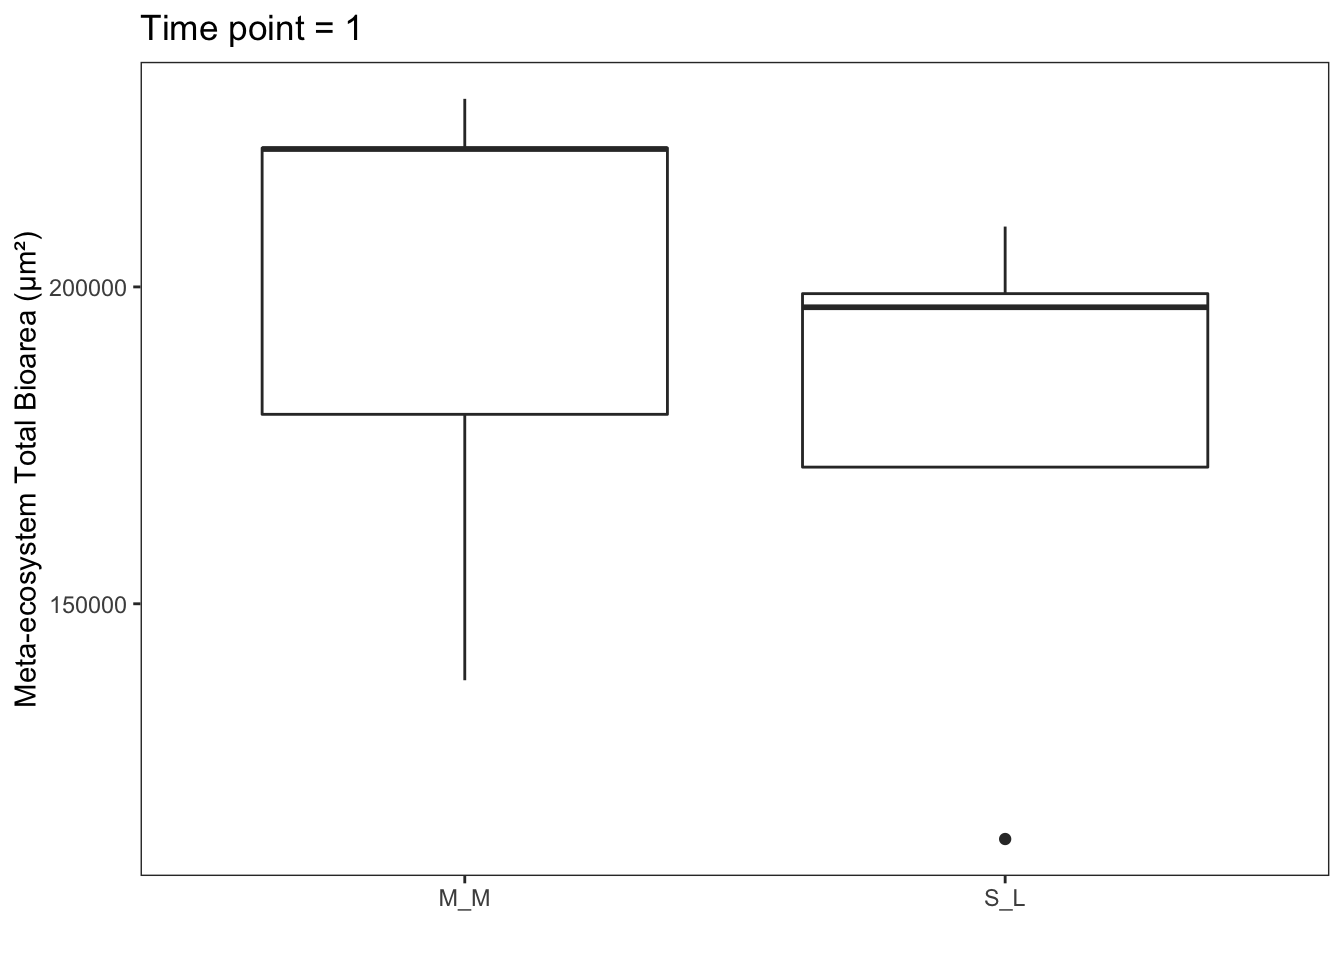 Time point = 1
Meta-ecosystem Total Bioarea (µm²)
200000
150000
M_M
S_L